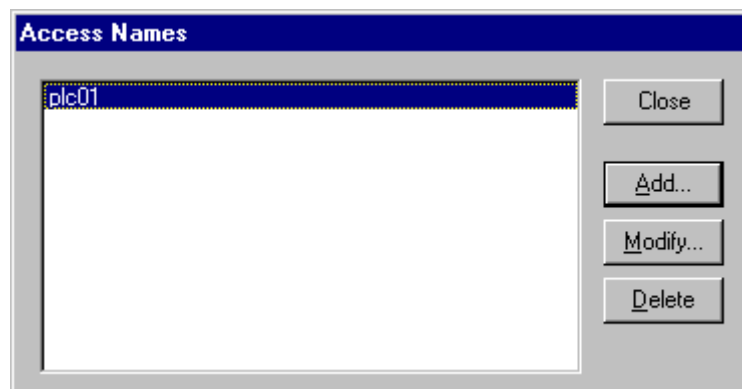 Access Names
plc01
Close
Add...
Modify...
Delete